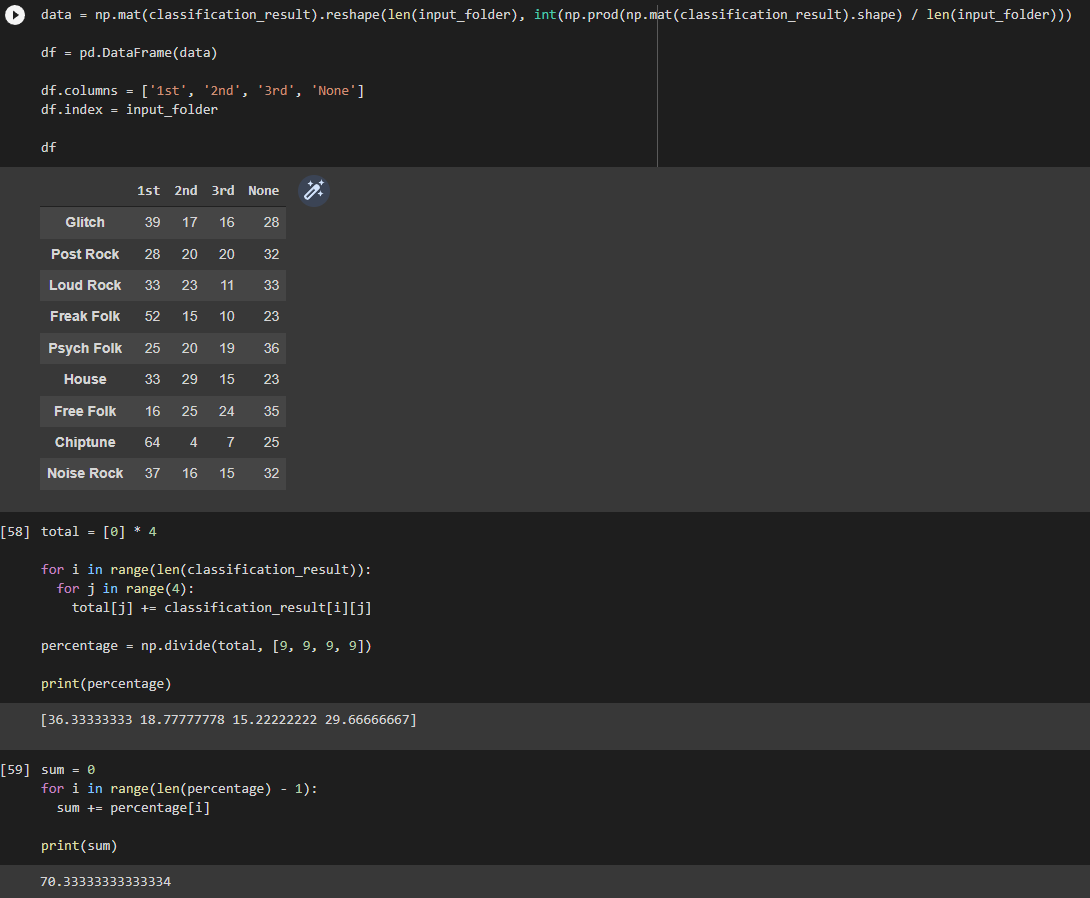 data = np.mat(classification_result).reshape(len(input_folder), int(np.prod(np.mat(classification_result).shape) / len(input_folder)))
df = pd.DataFrame(data)
df.columns = ['1st', '2nd', '3rd', 'None']
df.index = input_folder
df
1st 2nd 3rd None
Glitch 39 17 16 28
Post Rock 28 20 20 32
Loud Rock 33 23 11 33
Freak Folk 52 15 10 23
Psych Folk 25 20 19 36
House 33 29 15 23
Free Folk 16 25 24 35
Chiptune 64 4 7 25
Noise Rock 37 16 15 32
[58] total = [0] * 4
for i in range(len(classification_result)):
  for j in range(4):
    total[j] += classification_result[i][j]
percentage = np.divide(total, [9, 9, 9, 9])
print(percentage)
[36.33333333 18.77777778 15.22222222 29.66666667]
[59] sum = 0
for i in range(len(percentage) - 1):
  sum += percentage[i]
print(sum)
70.33333333333334